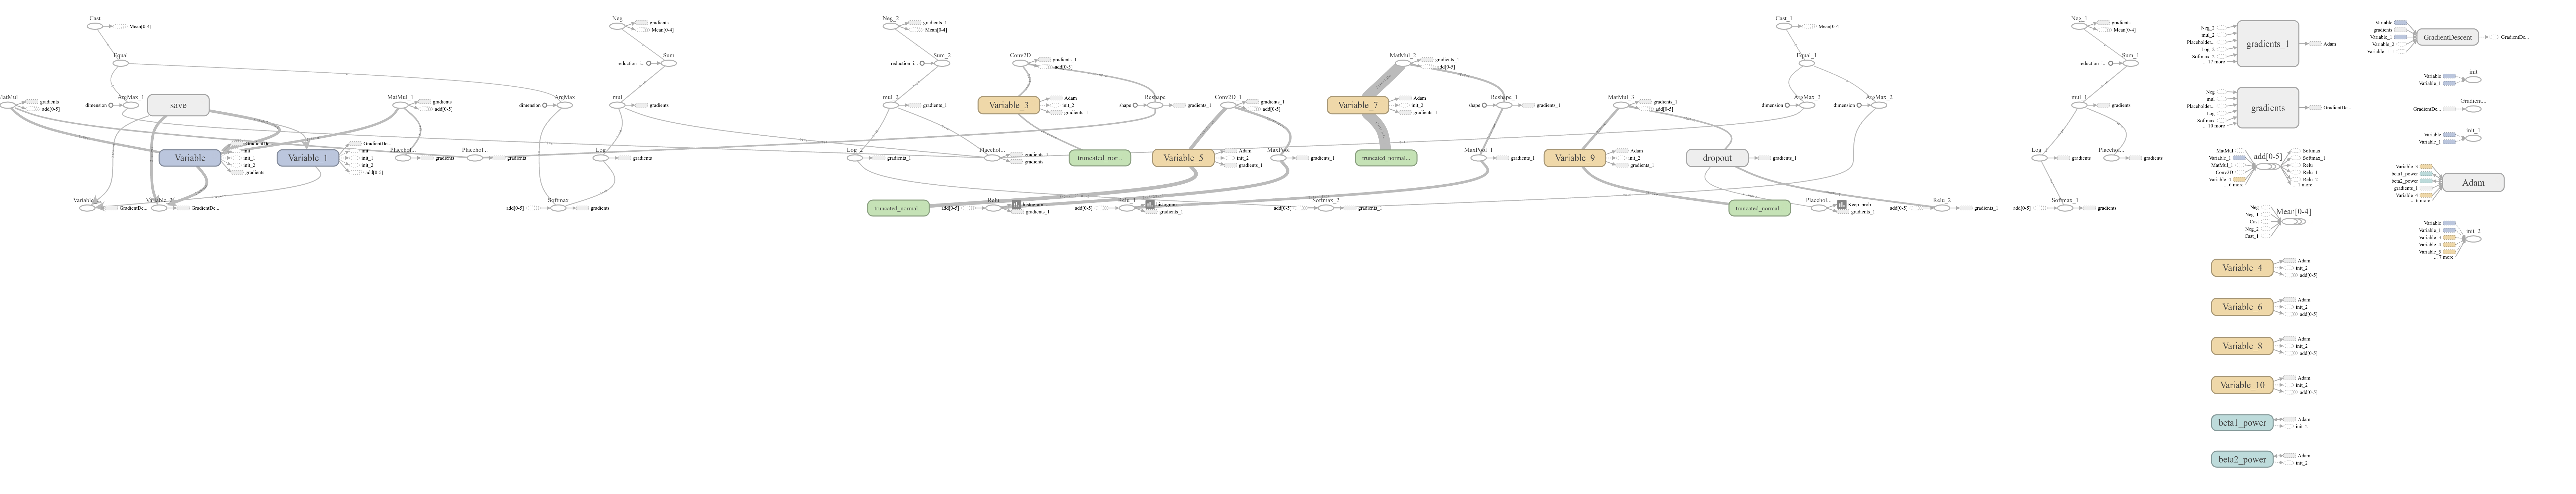 Cast
Mean[0-4]
Equal
ArgMax_1
dimension
save
MatMul
gradients
add[0-5]
Variable
GradientDe...
init
init_1
init_2
gradients
Variable_1
GradientDe...
init
init_1
init_2
add[0-5]
MatMul_1
gradients
add[0-5]
Placehol...
gradients
Placehol...
gradients
GradientDe...
GradientDe...
dimension
ArgMax
add[0-5]
Softmax
gradients
Neg
gradients
Mean[0-4]
Sum
reduction_i...
mul
gradients
Log
gradients
Neg_2
gradients_1
Mean[0-4]
Sum_2
reduction_i...
mul_2
gradients_1
Log_2
gradients_1
Placehol...
gradients_1
gradients
Conv2D
gradients_1
add[0-5]
Variable_3
Adam
init_2
gradients_1
Reshape
shape
gradients_1
truncated_nor...
Conv2D_1
gradients_1
add[0-5]
Variable_5
Adam
init_2
gradients_1
MaxPool
gradients_1
truncated_normal...
add[0-5]
Relu
histogram
gradients_1
add[0-5]
Relu_1
histogram
gradients_1
add[0-5]
Softmax_2
gradients_1
MatMul_2
gradients_1
add[0-5]
Variable_7
Adam
init_2
gradients_1
truncated_normal...
Reshape_1
shape
gradients_1
MaxPool_1
gradients_1
MatMul_3
gradients_1
add[0-5]
Variable_9
Adam
init_2
gradients_1
dropout
gradients_1
truncated_normal...
Placehol...
Keep_prob
gradients_1
add[0-5]
Relu_2
gradients_1
Cast_1
Mean[0-4]
Equal_1
dimension
ArgMax_3
dimension
ArgMax_2
Neg_1
gradients
Mean[0-4]
Sum_1
reduction_i...
mul_1
gradients
Log_1
gradients
Placehol...
gradients
add[0-5]
Softmax_1
gradients
Neg_2
mul_2
Placeholder...
Log_2
Softmax_2
... 17 more
gradients_1
Adam
Neg
mul
Placeholder...
Log
Softmax
... 10 more
gradients
GradientDe...
MatMul
Variable_1
MatMul_1
Conv2D
Variable_4
... 6 more
add[0-5]
Softmax
Softmax_1
Relu
Relu_1
Relu_2
... 1 more
Neg
Neg_1
Cast
Neg_2
Cast_1
Mean[0-4]
Variable_4
Adam
init_2
add[0-5]
Variable_6
Adam
init_2
add[0-5]
Variable_8
Adam
init_2
add[0-5]
Variable_10
Adam
init_2
add[0-5]
beta1_power
Adam
init_2
beta2_power
Adam
init_2
Variable
gradients
Variable_1
Variable_2
Variable_1_1
GradientDescent
GradientDe...
Variable
Variable_1
init
GradientDe...
Gradient...
Variable
Variable_1
init_1
Variable_3
beta1_power
beta2_power
gradients_1
Variable_4
... 6 more
Adam
Variable
Variable_1
Variable_3
Variable_4
Variable_5
... 7 more
init_2